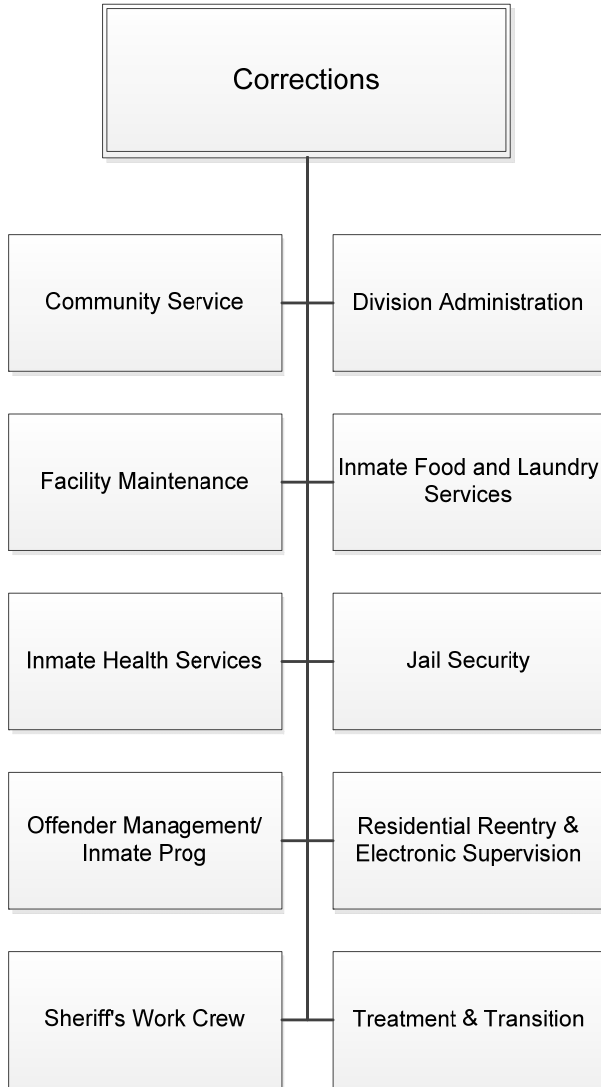 Corrections
Community Service
Division Administration
Facility Maintenance
Inmate Food and Laundry
Services
Inmate Health Services
Jail Security
Offender Management/
Inmate Prog
Residential Reentry &
Electronic Supervision
Sheriff's Work Crew
Treatment & Transition